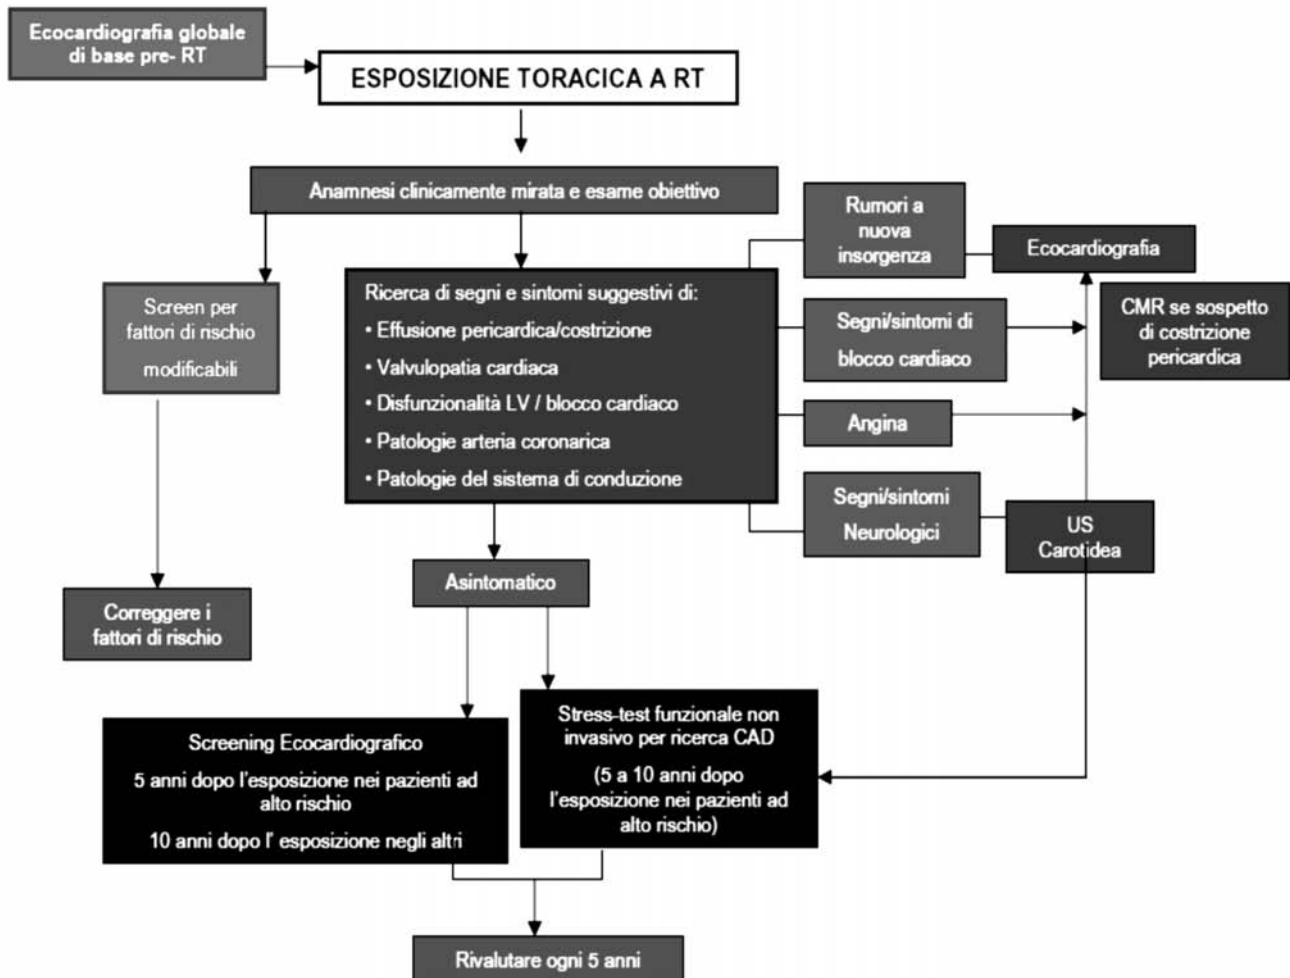 Ecocardiografia globale
di base pre- RT
ESPOSIZIONE TORACICA A RT
Anamnesi clinicamente mirata e esame obiettivo
Rumori a
nuova
insorgenza
Ecocardiografia
Screen per
fattori di rischio
modificabili
Ricerca di segni e sintomi suggestivi di:
• Effusione pericardica/costrizione
• Valvulopatia cardiaca
• Disfunzionalità LV / blocco cardiaco
• Patologie arteria coronarica
• Patologie del sistema di conduzione
Segni/sintomi di
blocco cardiaco
CMR se sospetto
di costrizione
pericardica
Angina
Segni/sintomi
Neurologici
US
Carotidea
Asintomatico
Correggere i
fattori di rischio
Screening Ecocardiografico
5 anni dopo l'esposizione nei pazienti ad
alto rischio
10 anni dopo l' esposizione negli altri
Stress-test funzionale non
invasivo per ricerca CAD
(5 a 10 anni dopo
l'esposizione nei pazienti ad
alto rischio)
Rivalutare ogni 5 anni